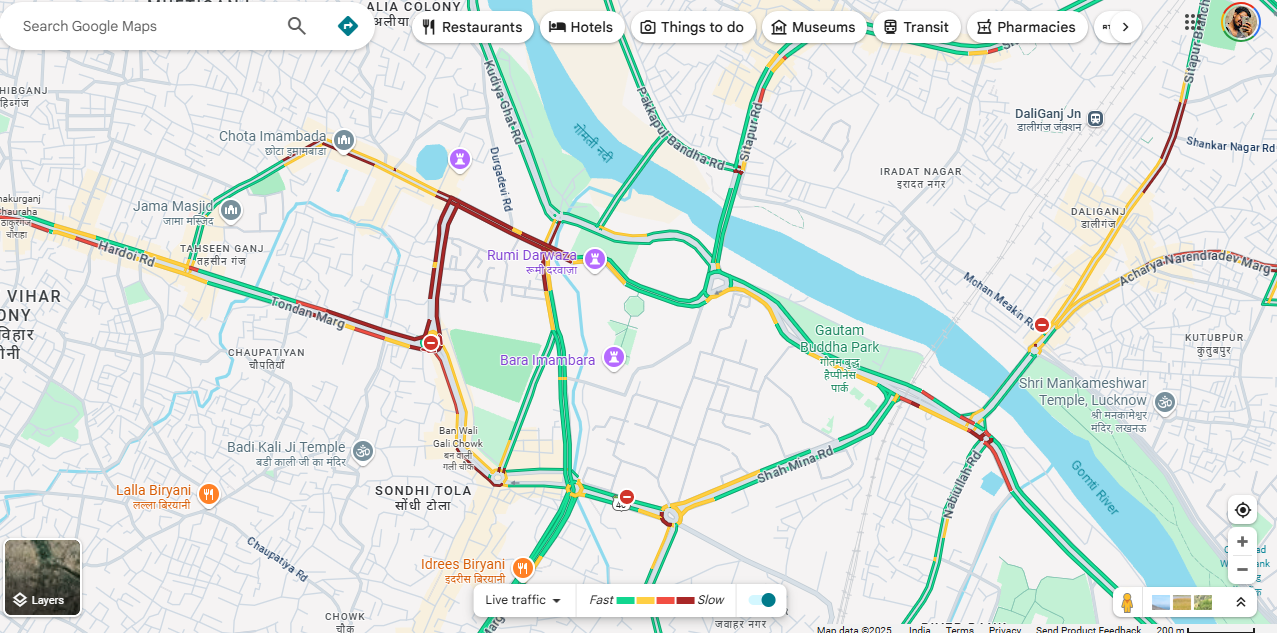 ALIA COLONY
अलीया
Search Google Maps
Restaurants
Hotels
Things to do
Museums
Transit
Pharmacies
Sitapur Branch
Kudiya Ghat Rd
Pakkapul Bandha Rd
Sitapur Rd
गोमती नदी
DaliGanj Jn
डालीगंज जंक्शन
Shankar Nagar Rd
Chota Imambada
छोटा इमामबाडा
Durgadevi Rd
IRADAT NAGAR
इरादत नगर
Jama Masjid
जामा मस्जिद
DALIGANJ
डालीगंज
Hardoi Rd
TAHSEEN GANJ
तहसीन गंज
Rumi Darwaza
रूमी दरवाज़ा
Acharya Narendradev Marg
Mohan Meakin Rd
VIHAR
विहार
Tondan Marg
Gautam
Buddha Park
गौतम बुद्ध
हैप्पीनेस
पार्क
KUTUBPUR
कुतुबपुर
CHAUPATIYAN
चौपतियाँ
Bara Imambara
Shri Mankameshwar
Temple, Lucknow
श्री मनकामेश्वर
मंदिर, लखनऊ
Ban Wali
Gali Chowk
बन वाली
गली चौक
Badi Kali Ji Temple
बड़ी काली जी का मंदिर
Shah Mina Rd
Nabiullah Rd
Gomti River
Lalla Biryani
लल्ला बिरयानी
SONDHI TOLA
सोंधी टोला
Chaupatiya Rd
Idrees Biryani
इदरीस बिरयानी
Layers
Live traffic
Fast
Slow
CHOWK
चौक
जवाहर नगर
Map data ©2025
India
Terms
Privacy
Send Product Feedback
200 m